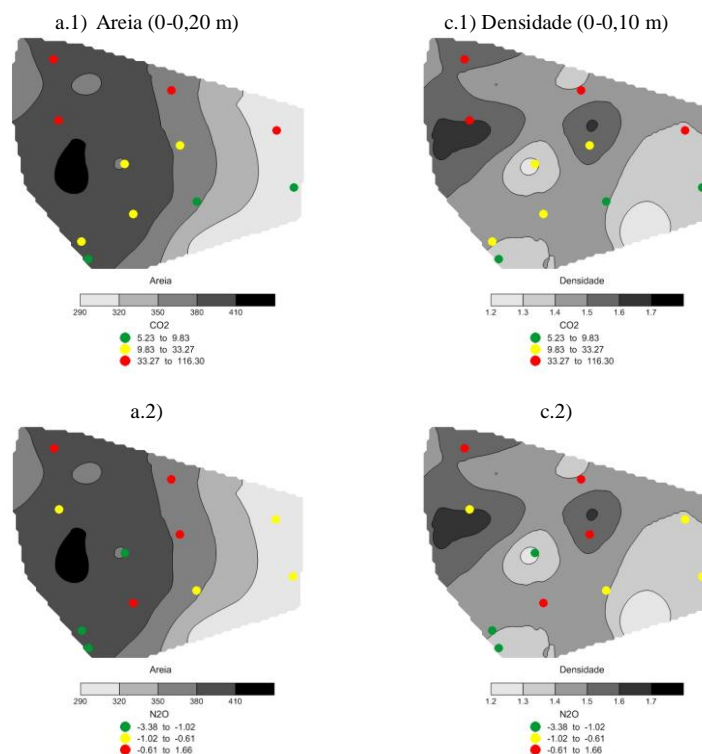 a.1) Areia (0-0,20 m)
c.1) Densidade (0-0,10 m)
Areia
290 320 350 380 410
CO2
5.23 to 9.83
9.83 to 33.27
33.27 to 116.30
Densidade
1.2 1.3 1.4 1.5 1.6 1.7
CO2
5.23 to 9.83
9.83 to 33.27
33.27 to 116.30
a.2)
c.2)
Areia
290 320 350 380 410
N2O
-3.38 to -1.02
-1.02 to -0.61
-0.61 to 1.66
Densidade
1.2 1.3 1.4 1.5 1.6 1.7
N2O
-3.38 to -1.02
-1.02 to -0.61
-0.61 to 1.66